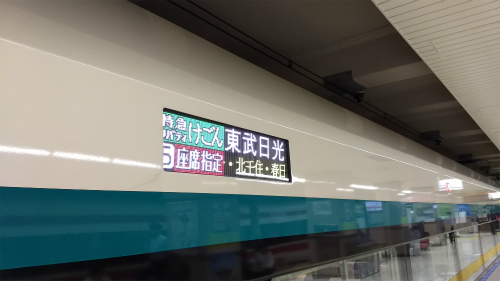 特急
リバティ
けごん
5 座席指定
東武日光
・北千住・春日